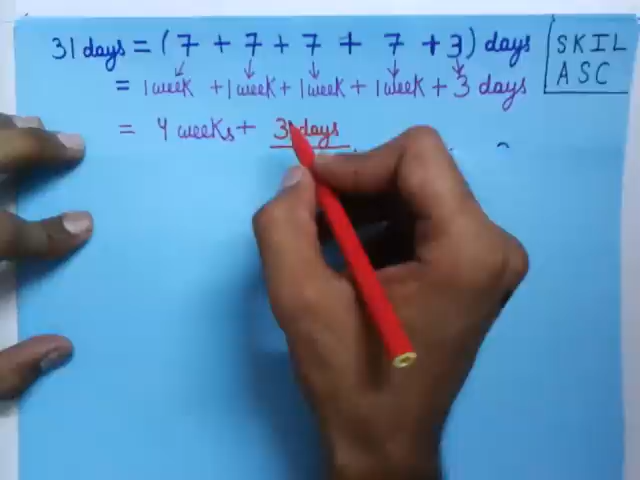 31 days = (7 + 7 + 7 + 7 + 3) days
= 1 week + 1 week + 1 week + 1 week + 3 days
= 4 weeks + 3 days
SKIL
ASC